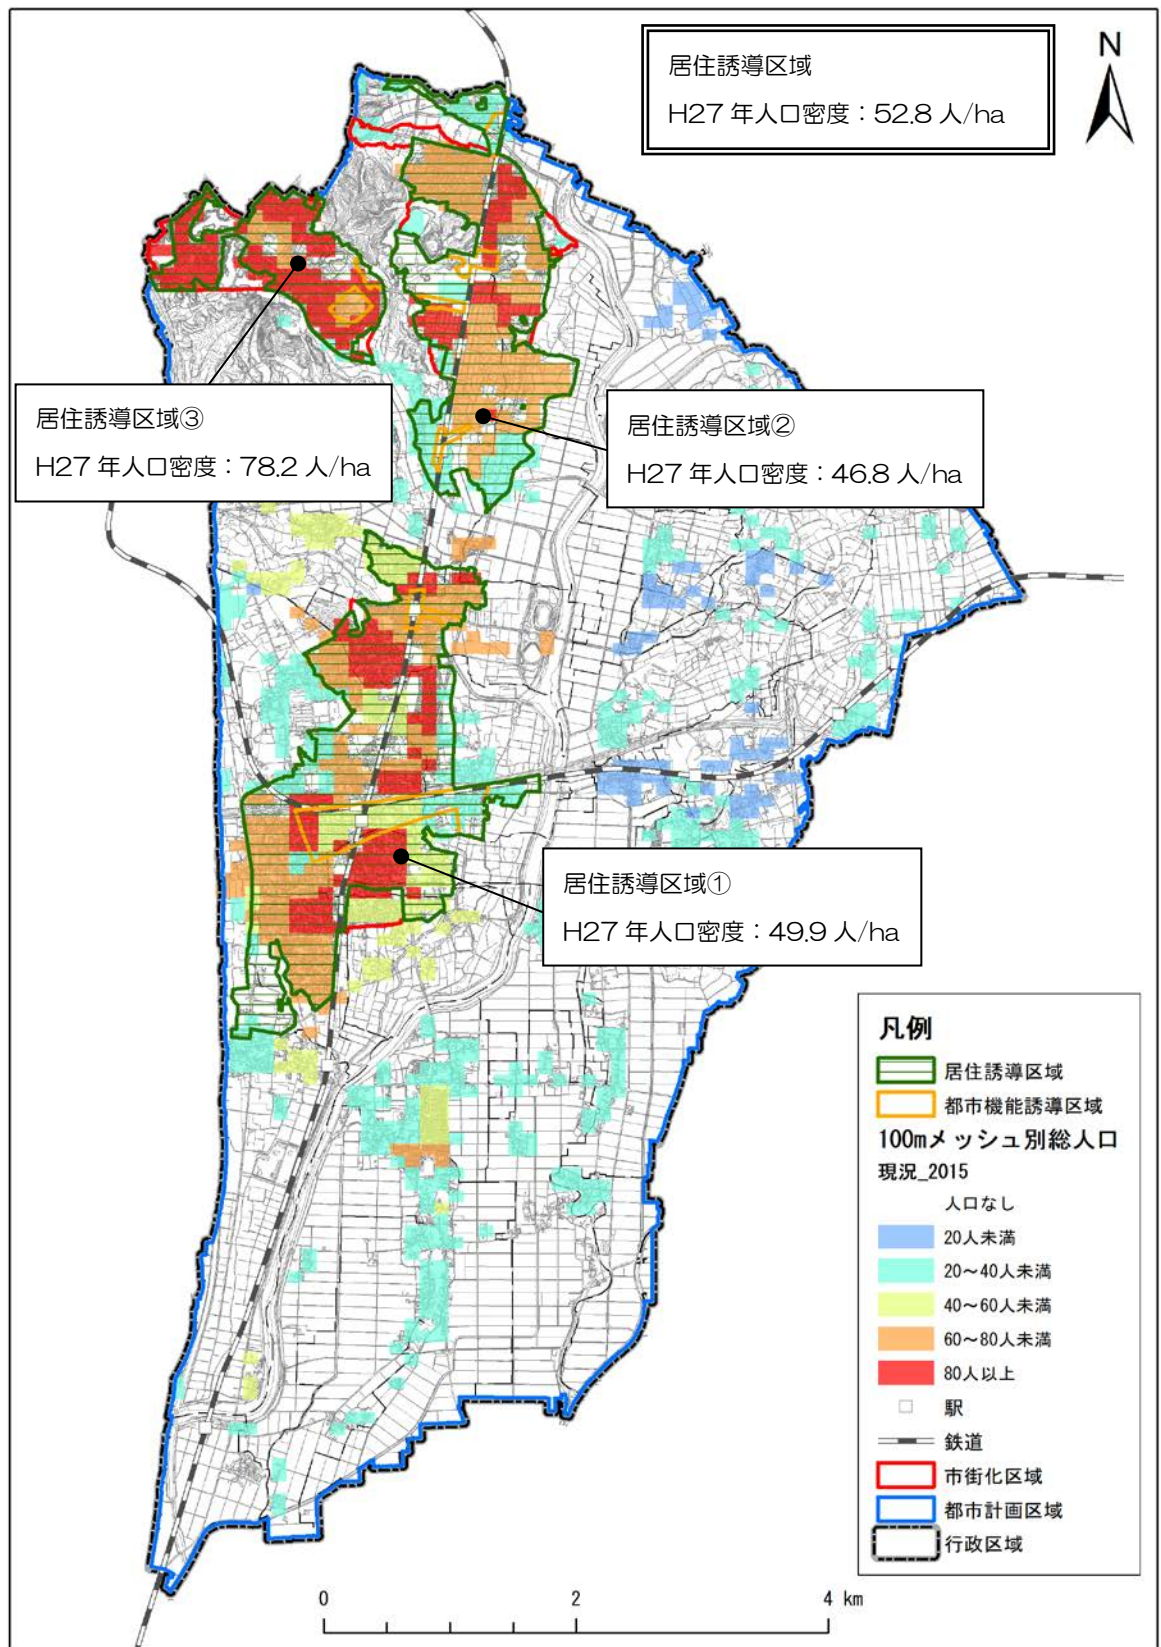 居住誘導区域
H27 年人口密度：52.8 人/ha
N
居住誘導区域③
H27 年人口密度：78.2 人/ha
居住誘導区域②
H27 年人口密度：46.8 人/ha
居住誘導区域①
H27 年人口密度：49.9 人/ha
凡例
居住誘導区域
都市機能誘導区域
100mメッシュ別総人口
現況_2015
人口なし
20人未満
20～40人未満
40～60人未満
60～80人未満
80人以上
駅
鉄道
市街化区域
都市計画区域
行政区域
0 2 4 km